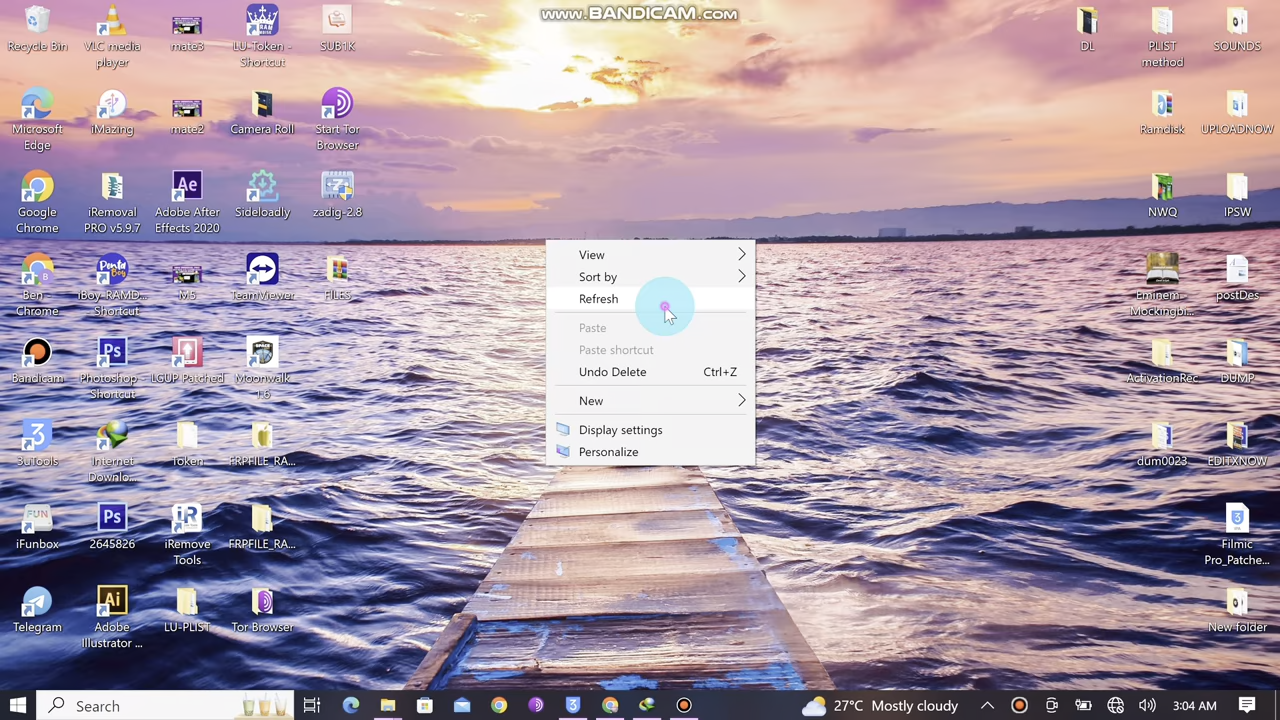 www.BANDICAM.com
Recycle Bin
VLC media
player
mate3
LU-Token -
Shortcut
SUB1K
DL
PLIST
method
SOUNDS
Microsoft
Edge
iMazing
mate2
Camera Roll
Start Tor
Browser
Ramdisk
UPLOADNOW
Google
Chrome
iRemoval
PRO v5.9.7
Adobe After
Effects 2020
Sideloadly
zadig-2.8
NWQ
IPSW
Ben -
Chrome
iBoy-RAMD...
- Shortcut
M5
TeamViewer
FILES
Eminem -
Mockingbi...
postDes
Bandicam
Photoshop -
Shortcut
LGUP Patched
Moonwalk
1.6
ActivationRec...
DUMP
3uTools
Internet
Downlo...
Token
FRPFILE_RA...
dum0023
EDITXNOW
iFunbox
2645826
iRemove
Tools
FRPFILE_RA...
Filmic
Pro_Patche...
Telegram
Adobe
Illustrator ...
LU-PLIST
Tor Browser
New folder
View
Sort by
Refresh
Paste
Paste shortcut
Undo Delete Ctrl+Z
New
Display settings
Personalize
Search
27°C Mostly cloudy
3:04 AM